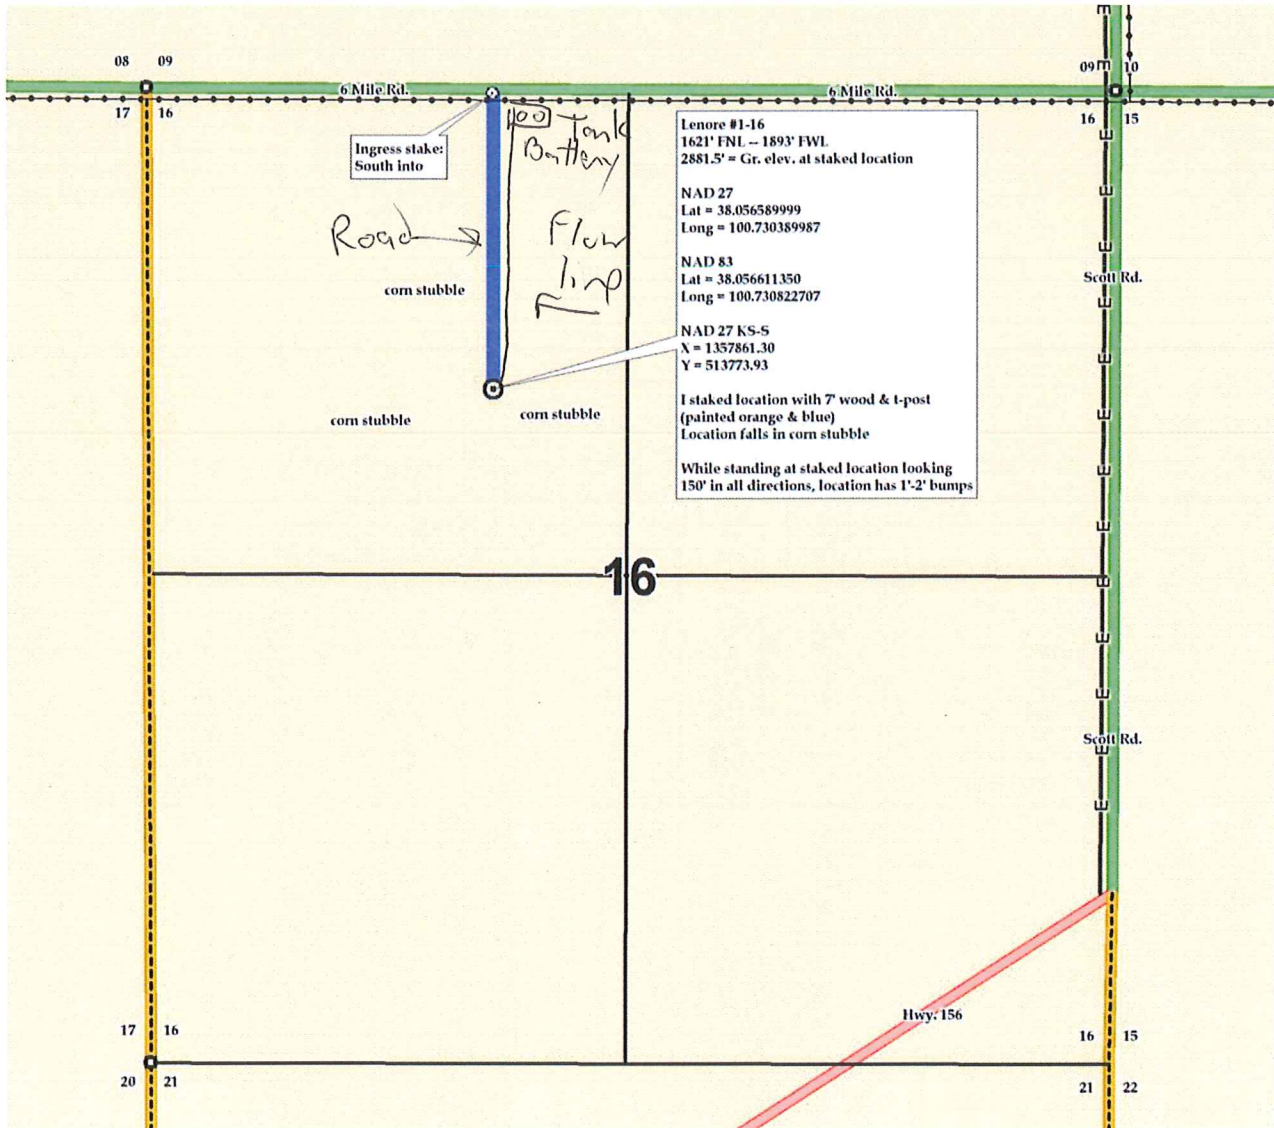 08 09
09 10
6 Mile Rd.
6 Mile Rd.
17 16
16 15
Ingress stake:
South into
Tank
Battery
Road
Flow
line
Lenore #1-16
1621' FNL -- 1893' FWL
2881.5' = Gr. elev. at staked location
NAD 27
Lat = 38.056589999
Long = 100.730389987
NAD 83
Lat = 38.056611350
Long = 100.730822707
NAD 27 KS-S
X = 1357861.30
Y = 513773.93
I staked location with 7' wood & t-post
(painted orange & blue)
Location falls in corn stubble
While standing at staked location looking
150' in all directions, location has 1'-2' bumps
corn stubble
corn stubble
corn stubble
Scott Rd.
E
E
E
E
E
E
E
E
E
E
E
E
E
E
16
Scott Rd.
Hwy. 156
17 16
16 15
20 21
21 22